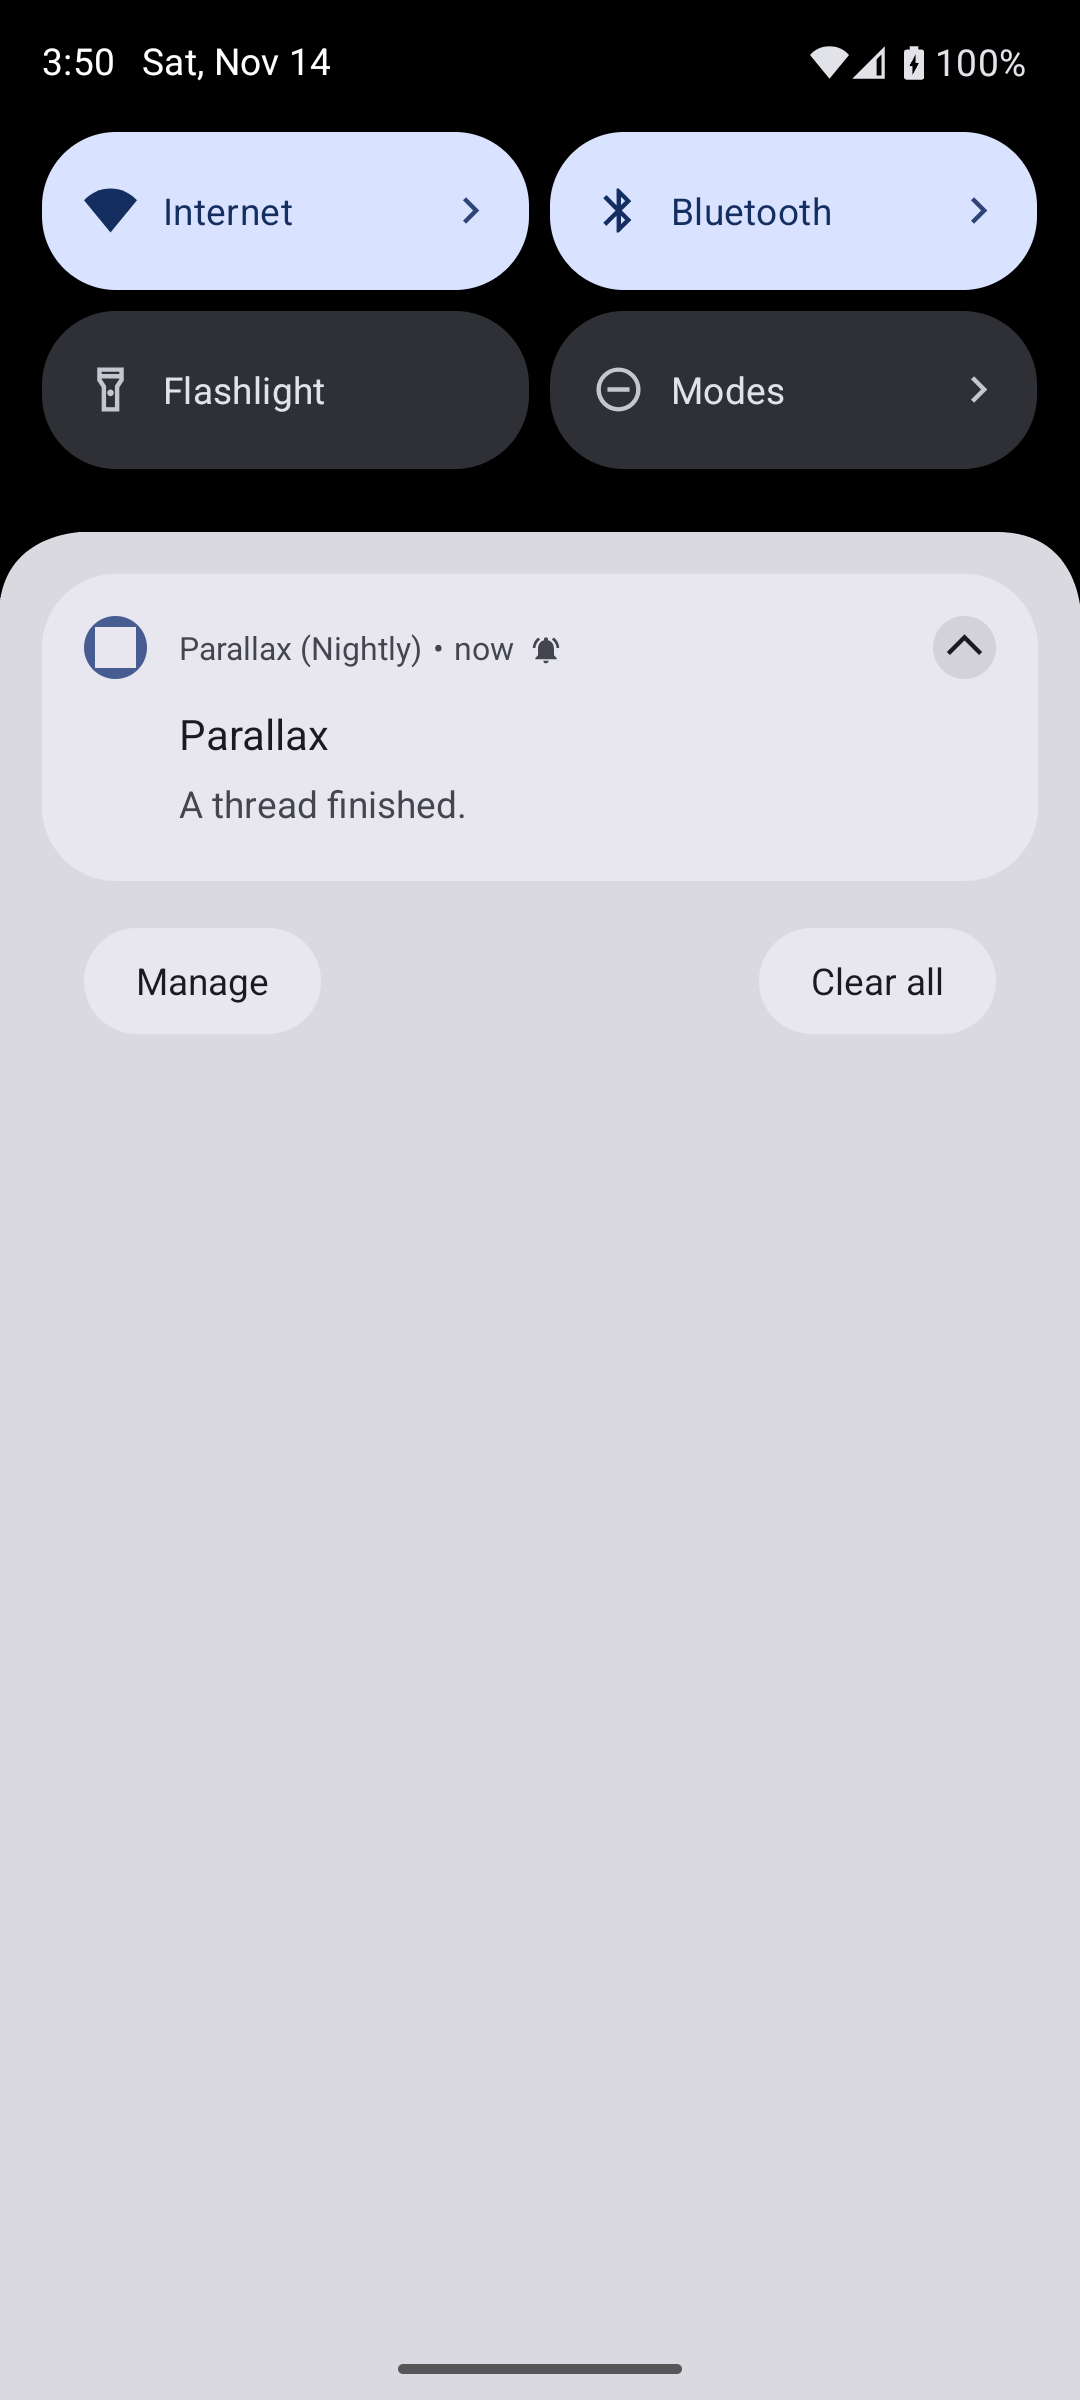 3:50 Sat, Nov 14 100%
Internet
Bluetooth
Flashlight
Modes
Parallax (Nightly) • now
Parallax
A thread finished.
Manage
Clear all